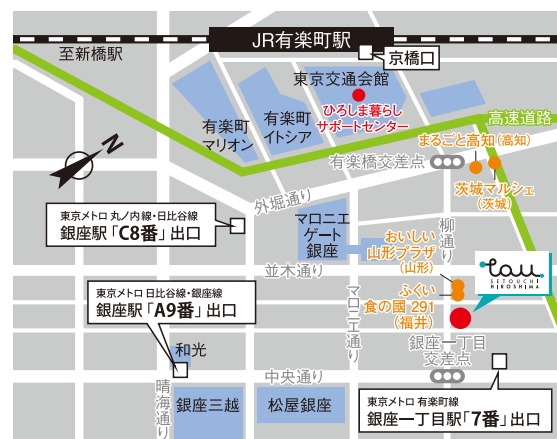 JR有楽町駅
至新橋駅
京橋口
東京交通会館
ひろしま暮らし
サポートセンター
高速道路
有楽町
マリオン
有楽町
イトシア
まるごと高知(高知)
有楽橋交差点
茨城マルシェ
(茨城)
N
外堀通り
東京メトロ 丸ノ内線・日比谷線
銀座駅「C8番」出口
マロニエ
ゲート
銀座
柳通り
おいしい
山形プラザ
(山形)
tau
SETOUCHI
HIROSHIMA
並木通り
東京メトロ 日比谷線・銀座線
銀座駅「A9番」出口
マロニエ通り
ふくい
食の國 291
(福井)
和光
銀座一丁目
交差点
中央通り
晴海通り
銀座三越
松屋銀座
東京メトロ 有楽町線
銀座一丁目駅「7番」出口